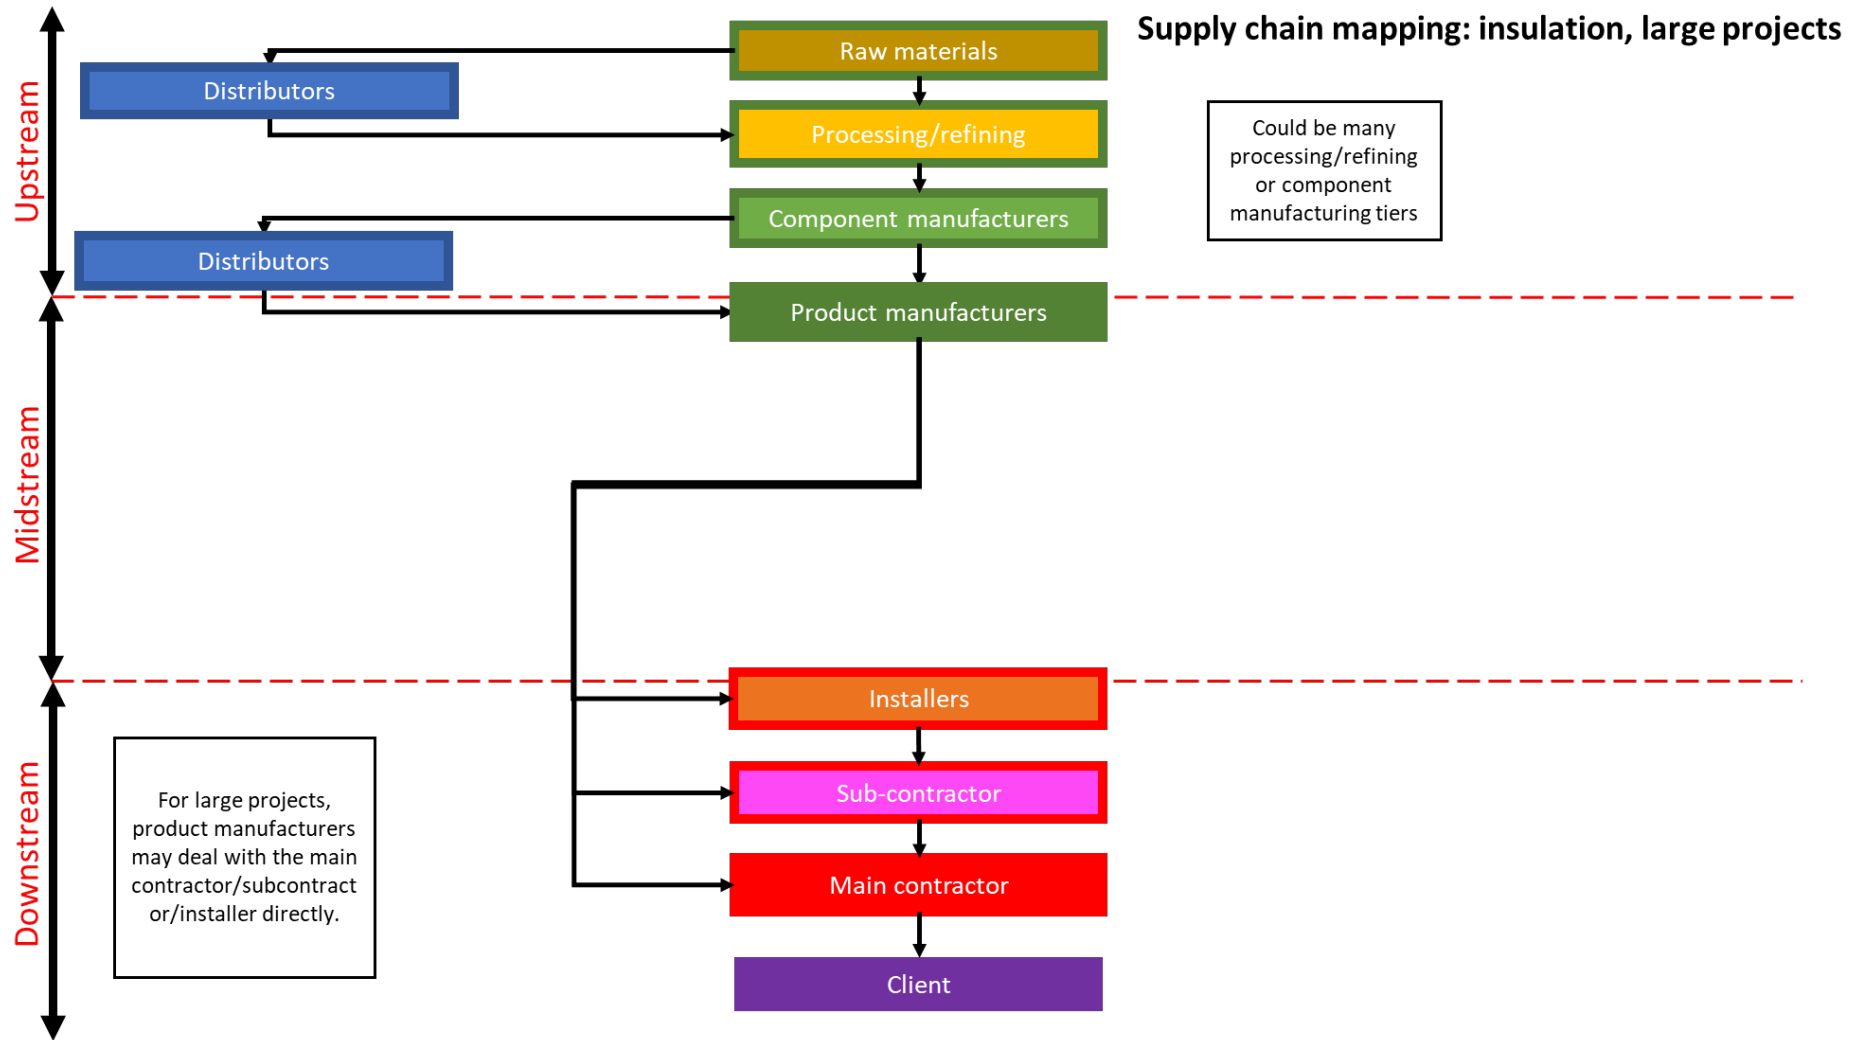 Supply chain mapping: insulation, large projects
Upstream
Raw materials
Distributors
Processing/refining
Could be many
processing/refining
or component
manufacturing tiers
Component manufacturers
Distributors
Product manufacturers
Midstream
Installers
Downstream
For large projects,
product manufacturers
may deal with the main
contractor/subcontract
or/installer directly.
Sub-contractor
Main contractor
Client